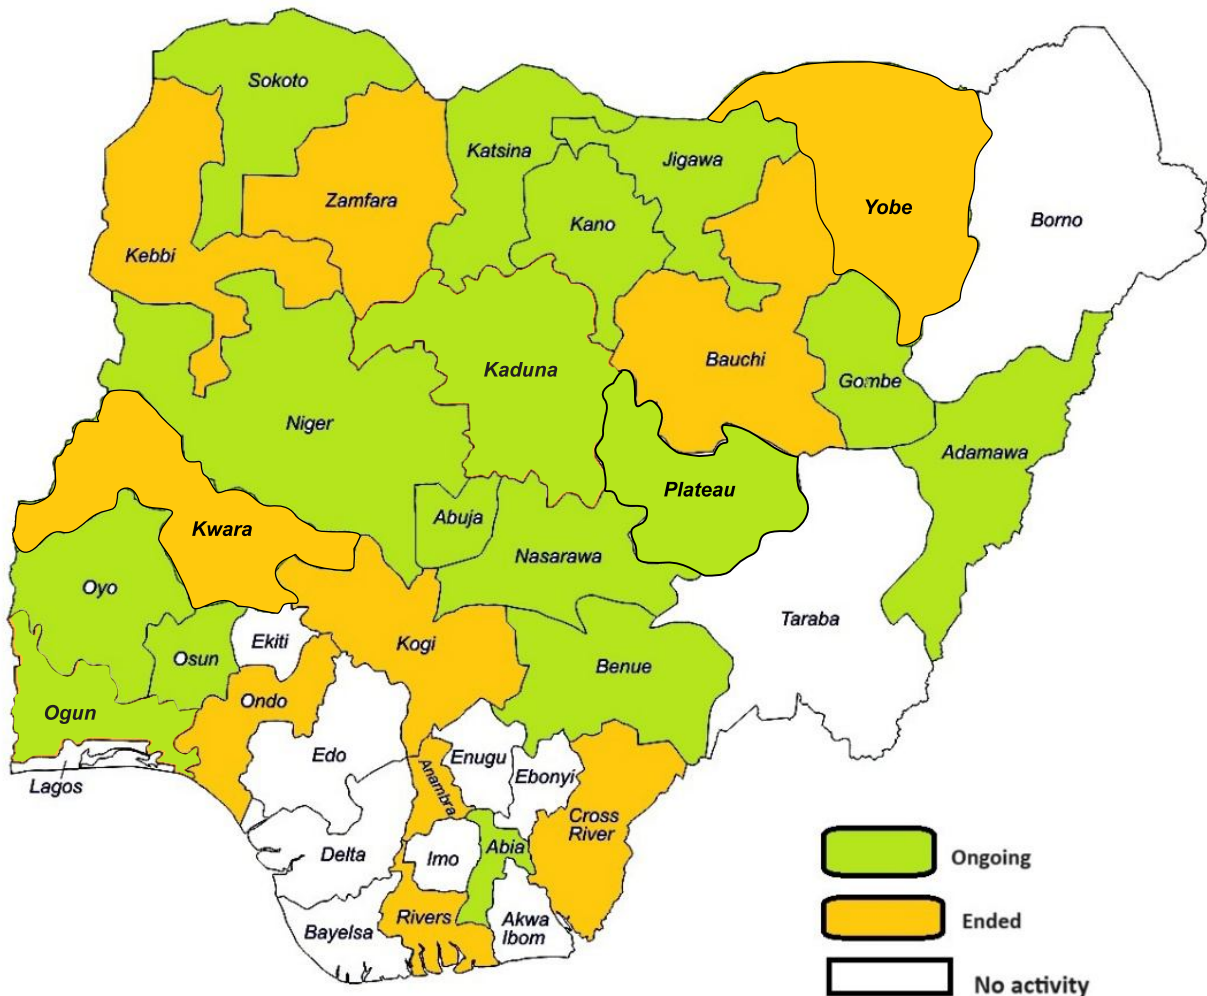 Sokoto
Katsina
Jigawa
Zamfara
Yobe
Kano
Borno
Kebbi
Bauchi
Kaduna
Gombe
Niger
Adamawa
Plateau
Abuja
Kwara
Nasarawa
Oyo
Taraba
Ekiti
Kogi
Osun
Benue
Ondo
Ogun
Edo
Enugu
Ebonyi
Lagos
Anambra
Cross
River
Delta
Imo
Abia
Rivers
Akwa
Ibom
Bayelsa
Ongoing
Ended
No activity